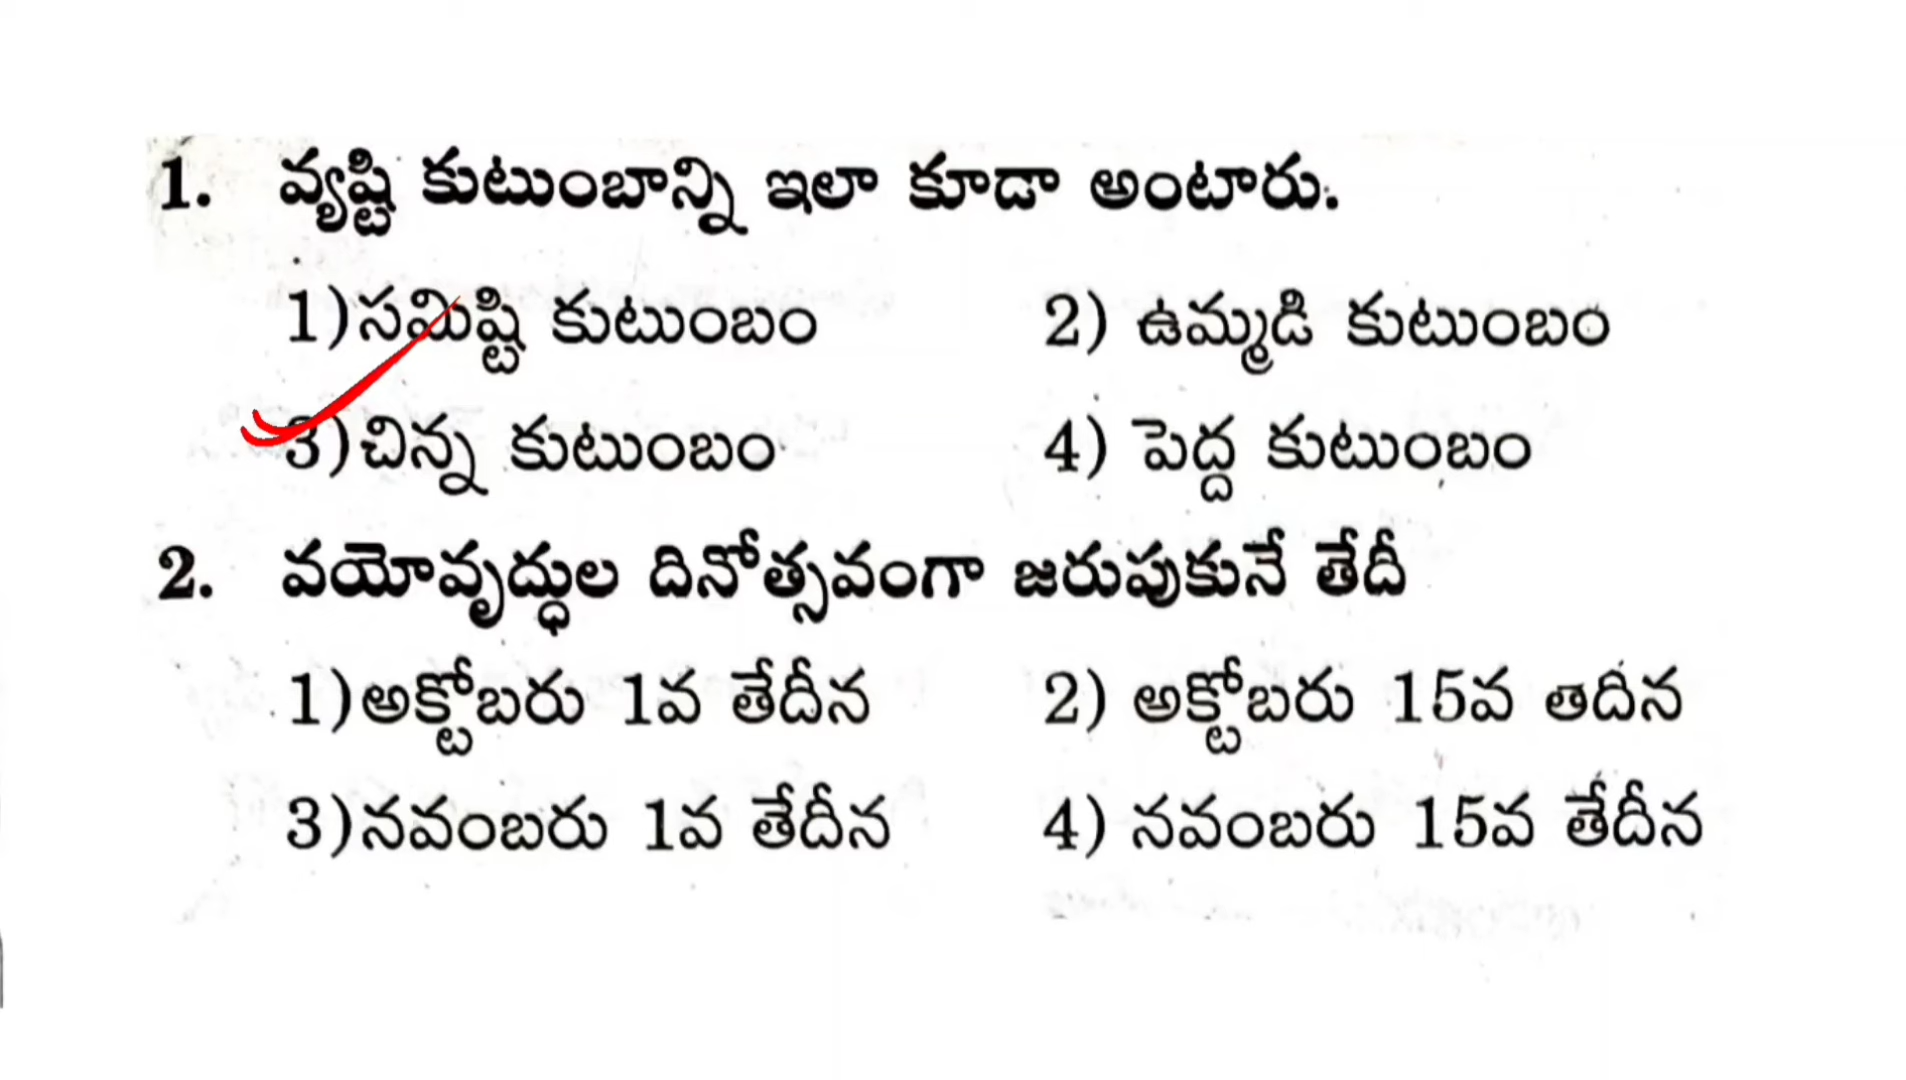 1. వ్యష్టి కుటుంబాన్ని ఇలా కూడా అంటారు.
1) సమిష్టి కుటుంబం 2) ఉమ్మడి కుటుంబం
3) చిన్న కుటుంబం 4) పెద్ద కుటుంబం
2. వయోవృద్ధుల దినోత్సవంగా జరుపుకునే తేదీ
1) అక్టోబరు 1వ తేదీన 2) అక్టోబరు 15వ తదీన
3) నవంబరు 1వ తేదీన 4) నవంబరు 15వ తేదీన